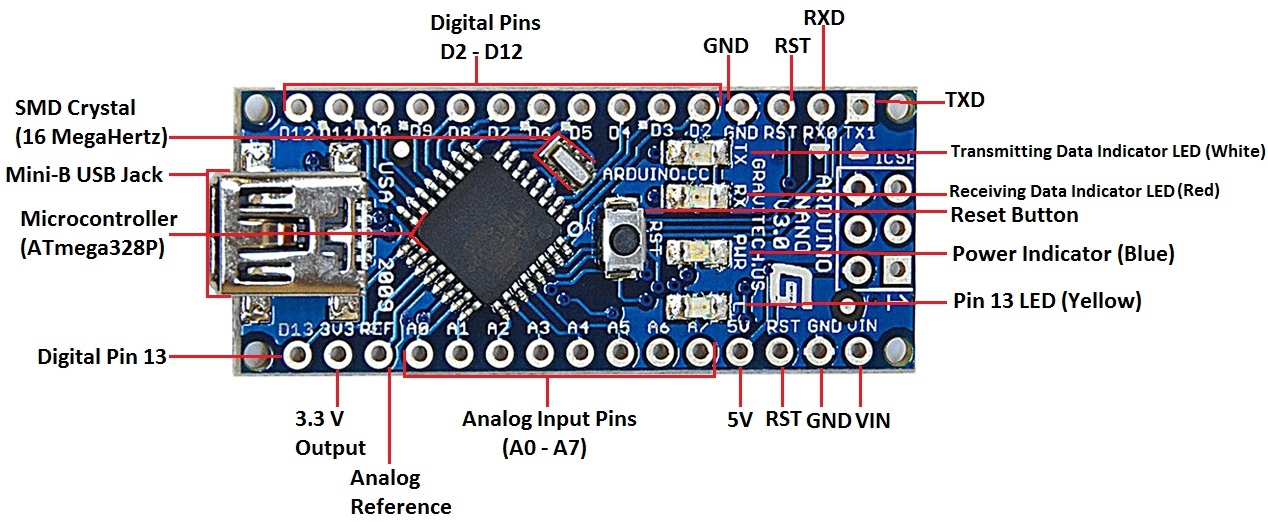 Digital Pins
D2 - D12
GND
RST
RXD
TXD
SMD Crystal
(16 MegaHertz)
Mini-B USB Jack
Microcontroller
(ATmega328P)
Digital Pin 13
3.3 V
Output
Analog
Reference
Analog Input Pins
(A0 - A7)
5V
RST
GND
VIN
Transmitting Data Indicator LED (White)
Receiving Data Indicator LED (Red)
Reset Button
Power Indicator (Blue)
Pin 13 LED (Yellow)
D12 D11 D10 D9 D8 D7 D6 D5 D4 D3 D2 GND RST RX0 TX1
ICSP
TX
RX
PWR
L
ARDUINO.CC
RST
GRAVITECH.US
ARDUINO
NANO
V3.0
USA
2009
1
D13 3V3 REF A0 A1 A2 A3 A4 A5 A6 A7 5V RST GND VIN